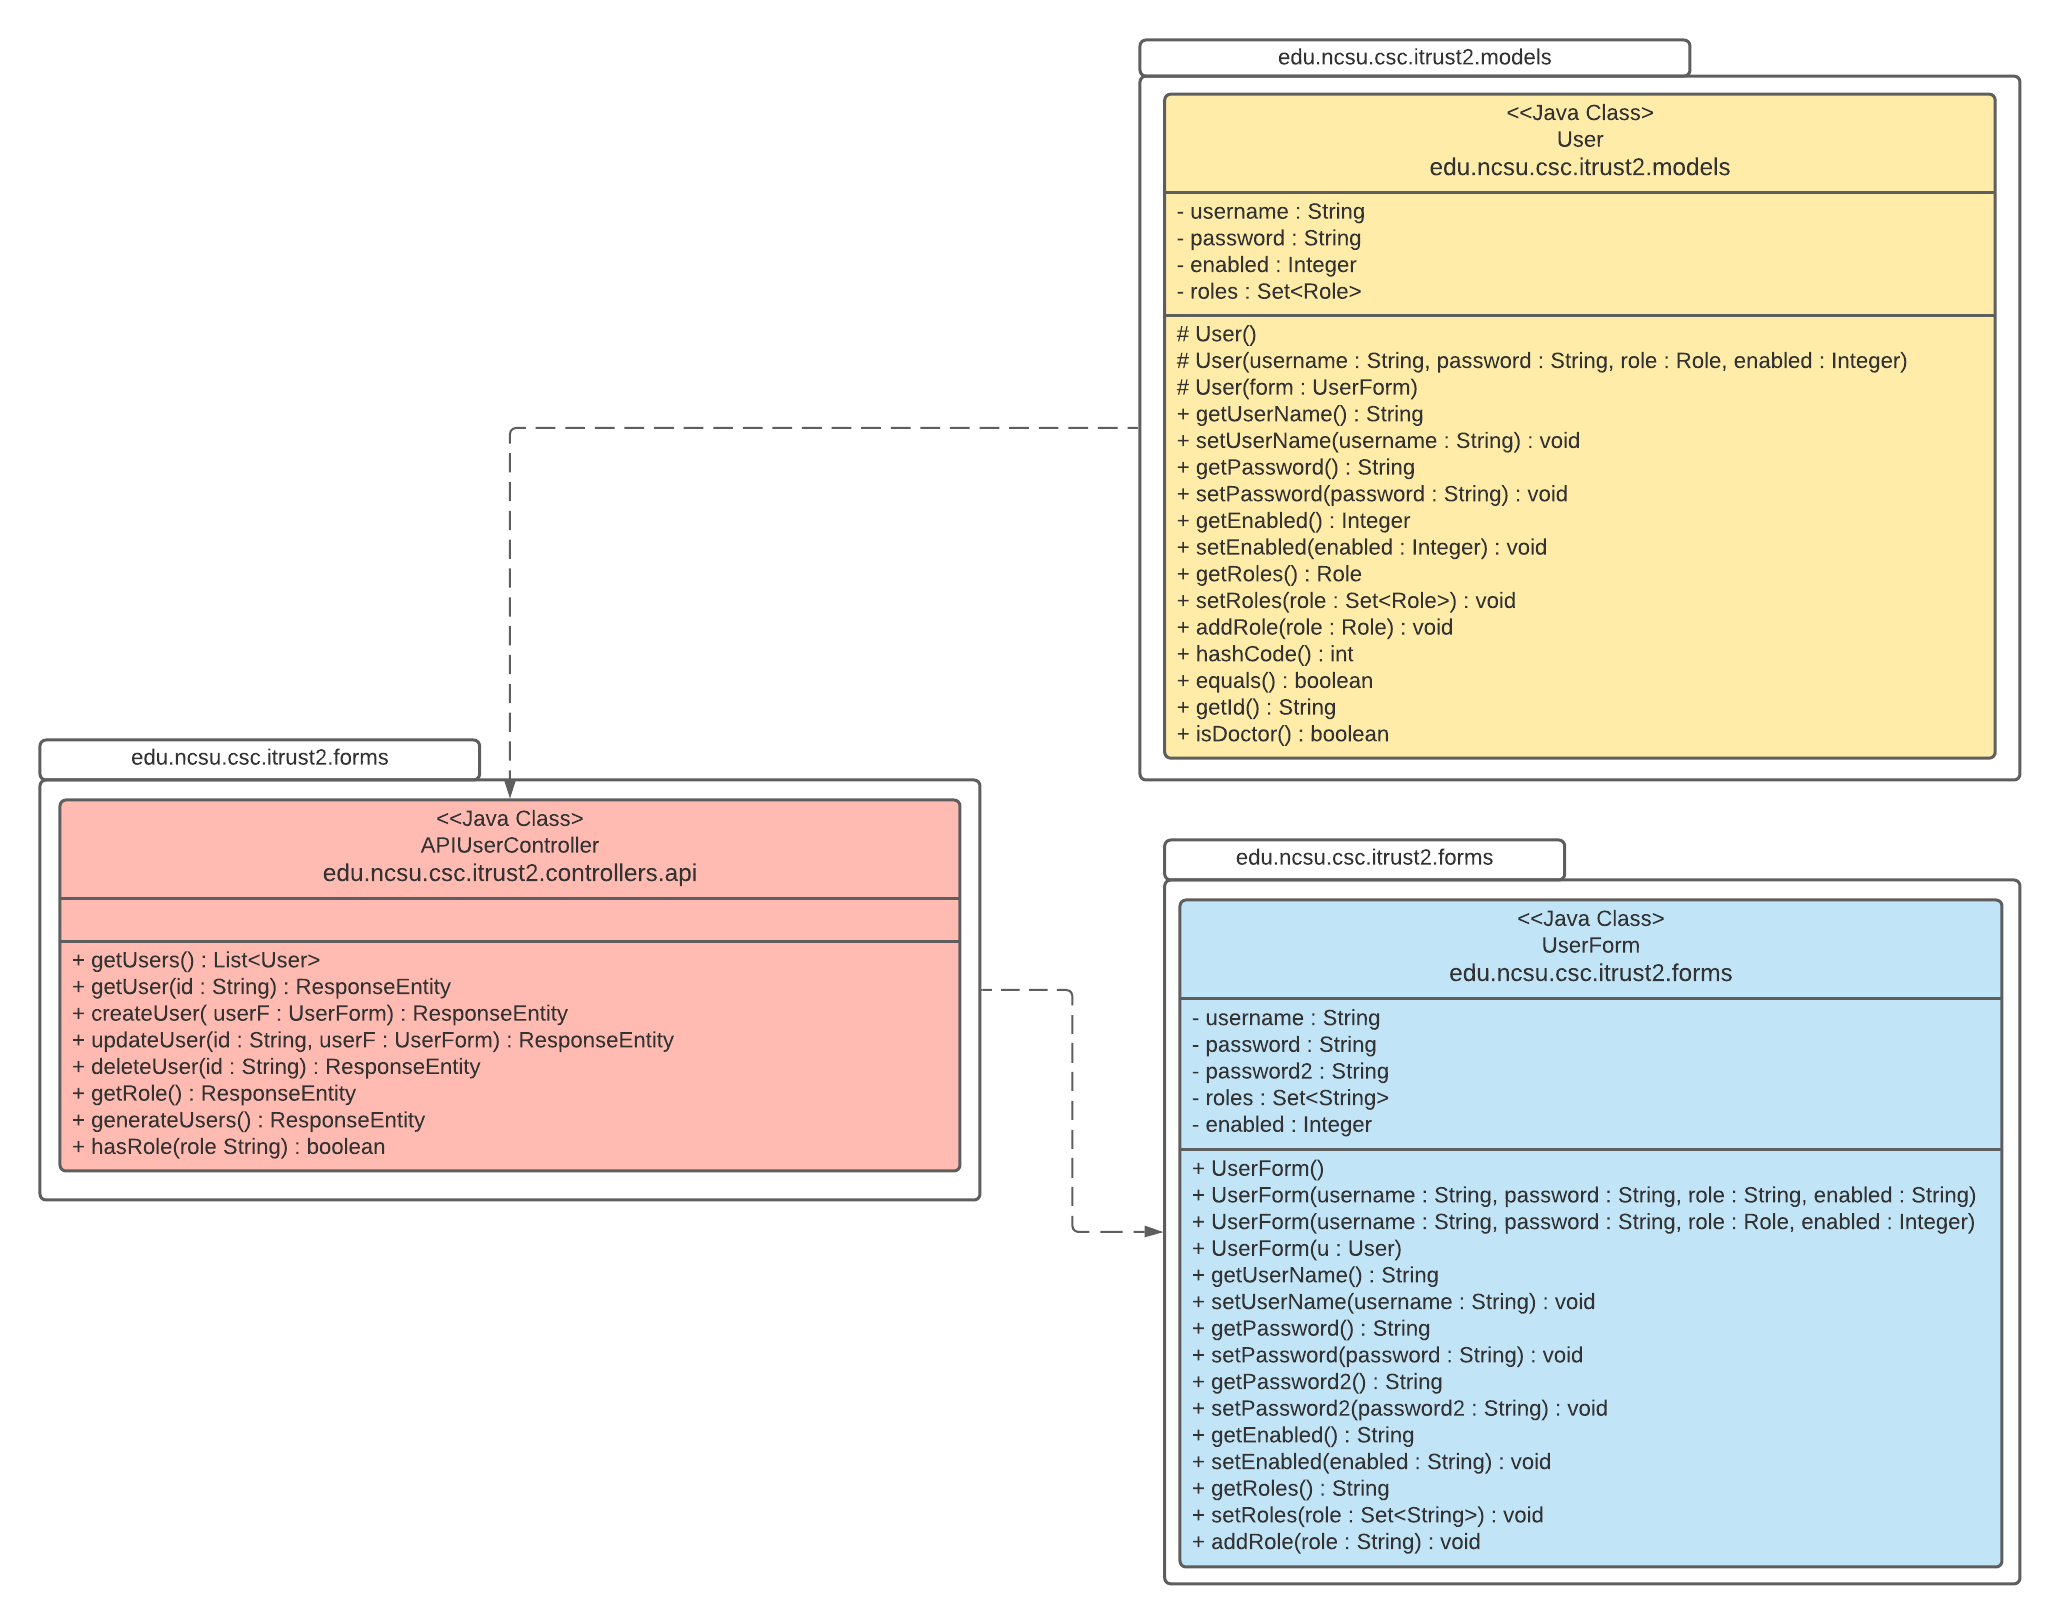 edu.ncsu.csc.itrust2.models
<<Java Class>
User
edu.ncsu.csc.itrust2.models
- username : String
- password : String
- enabled : Integer
- roles : Set<Role>
# User()
# User(username : String, password : String, role : Role, enabled : Integer)
# User(form : UserForm)
+ getUserName() : String
+ setUserName(username : String) : void
+ getPassword() : String
+ setPassword(password : String) : void
+ getEnabled() : Integer
+ setEnabled(enabled : Integer) : void
+ getRoles() : Role
+ setRoles(role : Set<Role>) : void
+ addRole(role : Role) : void
+ hashCode() : int
+ equals() : boolean
+ getId() : String
+ isDoctor() : boolean
edu.ncsu.csc.itrust2.forms
<<Java Class>
APIUserController
edu.ncsu.csc.itrust2.controllers.api
+ getUsers() : List<User>
+ getUser(id : String) : ResponseEntity
+ createUser( userF : UserForm) : ResponseEntity
+ updateUser(id : String, userF : UserForm) : ResponseEntity
+ deleteUser(id : String) : ResponseEntity
+ getRole() : ResponseEntity
+ generateUsers() : ResponseEntity
+ hasRole(role String) : boolean
edu.ncsu.csc.itrust2.forms
<<Java Class>
UserForm
edu.ncsu.csc.itrust2.forms
- username : String
- password : String
- password2 : String
- roles : Set<String>
- enabled : Integer
+ UserForm()
+ UserForm(username : String, password : String, role : String, enabled : String)
+ UserForm(username : String, password : String, role : Role, enabled : Integer)
+ UserForm(u : User)
+ getUserName() : String
+ setUserName(username : String) : void
+ getPassword() : String
+ setPassword(password : String) : void
+ getPassword2() : String
+ setPassword2(password2 : String) : void
+ getEnabled() : String
+ setEnabled(enabled : String) : void
+ getRoles() : String
+ setRoles(role : Set<String>) : void
+ addRole(role : String) : void